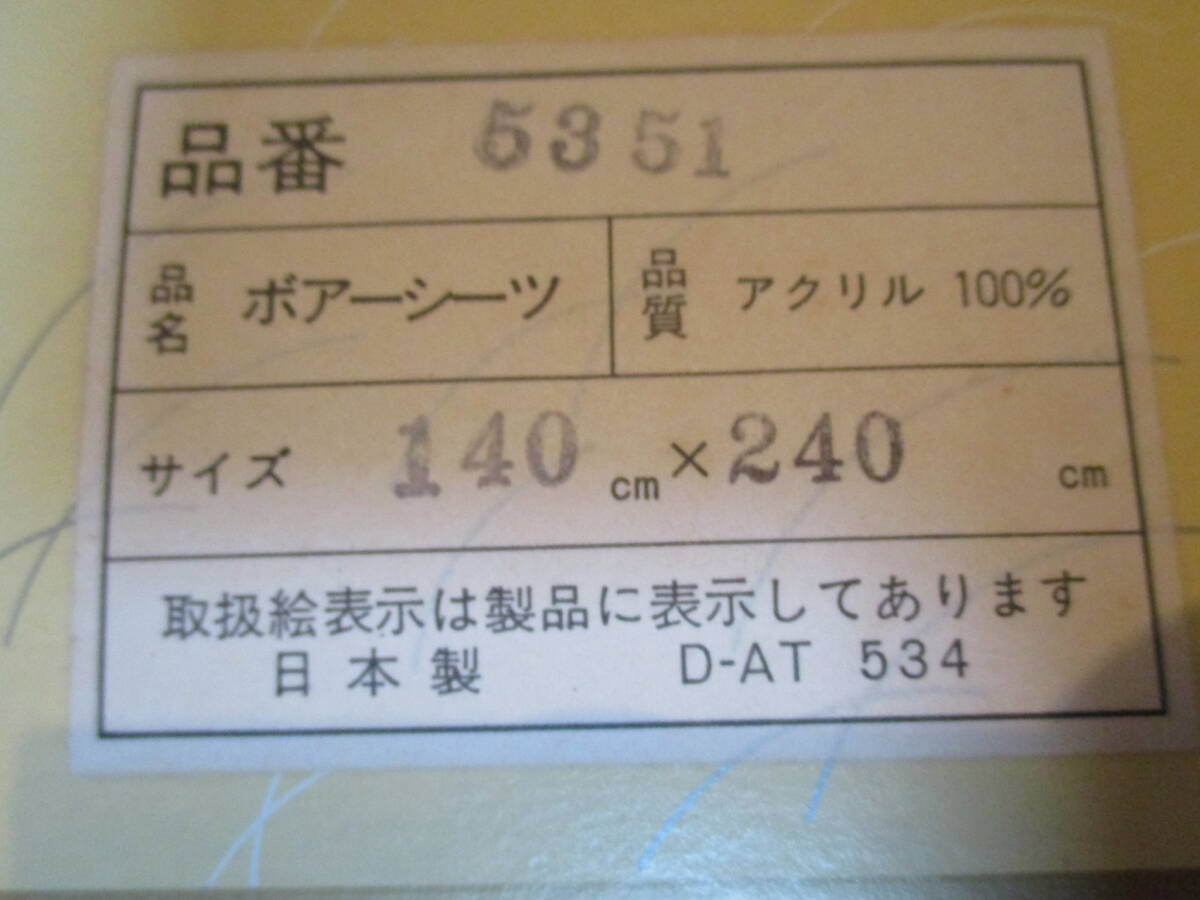 品番 5351
品名 ボアーシーツ 品質 アクリル 100%
サイズ 140 cm × 240 cm
取扱絵表示は製品に表示してあります
日本製 D-AT 534